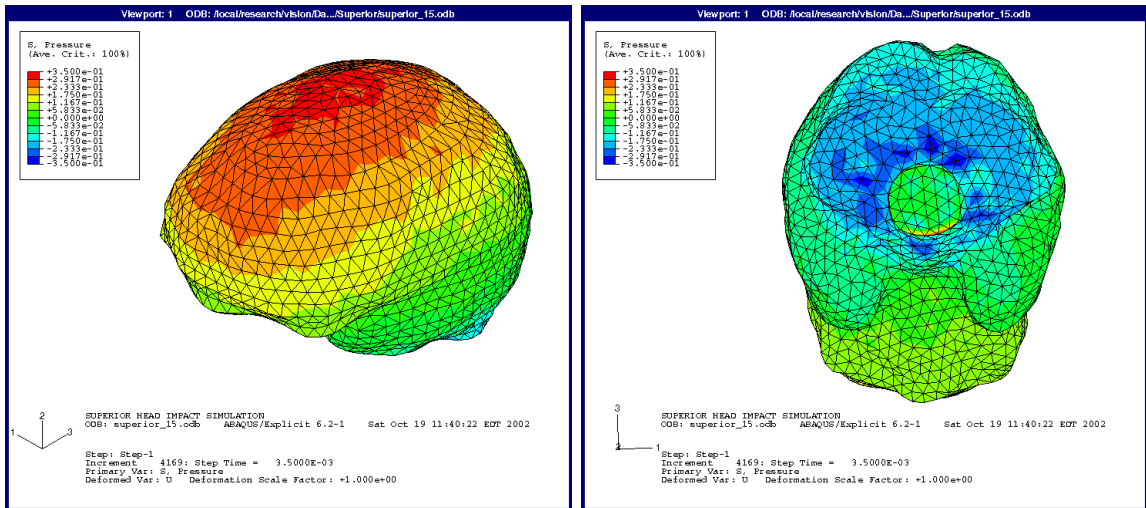 Viewport: 1 ODB: /local/research/vision/Da.../Superior/superior_15.odb
S, Pressure
(Ave. Crit.: 100%)
+3.500e-01
+2.917e-01
+2.333e-01
+1.750e-01
+1.167e-01
+5.833e-02
+0.000e+00
-5.833e-02
-1.167e-01
-1.750e-01
-2.333e-01
-2.917e-01
-3.500e-01
2
1
3
SUPERIOR HEAD IMPACT SIMULATION
ODB: superior_15.odb ABAQUS/Explicit 6.2-1 Sat Oct 19 11:40:22 EDT 2002
Step: Step-1
Increment 4169: Step Time = 3.5000E-03
Primary Var: S, Pressure
Deformed Var: U Deformation Scale Factor: +1.000e+00
Viewport: 1 ODB: /local/research/vision/Da.../Superior/superior_15.odb
S, Pressure
(Ave. Crit.: 100%)
+3.500e-01
+2.917e-01
+2.333e-01
+1.750e-01
+1.167e-01
+5.833e-02
+0.000e+00
-5.833e-02
-1.167e-01
-1.750e-01
-2.333e-01
-2.917e-01
-3.500e-01
3
2
1
SUPERIOR HEAD IMPACT SIMULATION
ODB: superior_15.odb ABAQUS/Explicit 6.2-1 Sat Oct 19 11:40:22 EDT 2002
Step: Step-1
Increment 4169: Step Time = 3.5000E-03
Primary Var: S, Pressure
Deformed Var: U Deformation Scale Factor: +1.000e+00